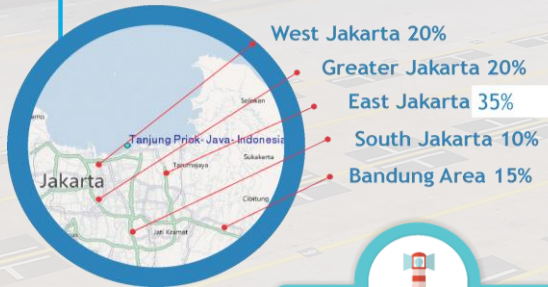 West Jakarta 20%
Greater Jakarta 20%
East Jakarta 35%
South Jakarta 10%
Bandung Area 15%
Tanjung Priok- Java- Indonesia
Sukakerta
Jakarta
Cibitung
Jati Kramat